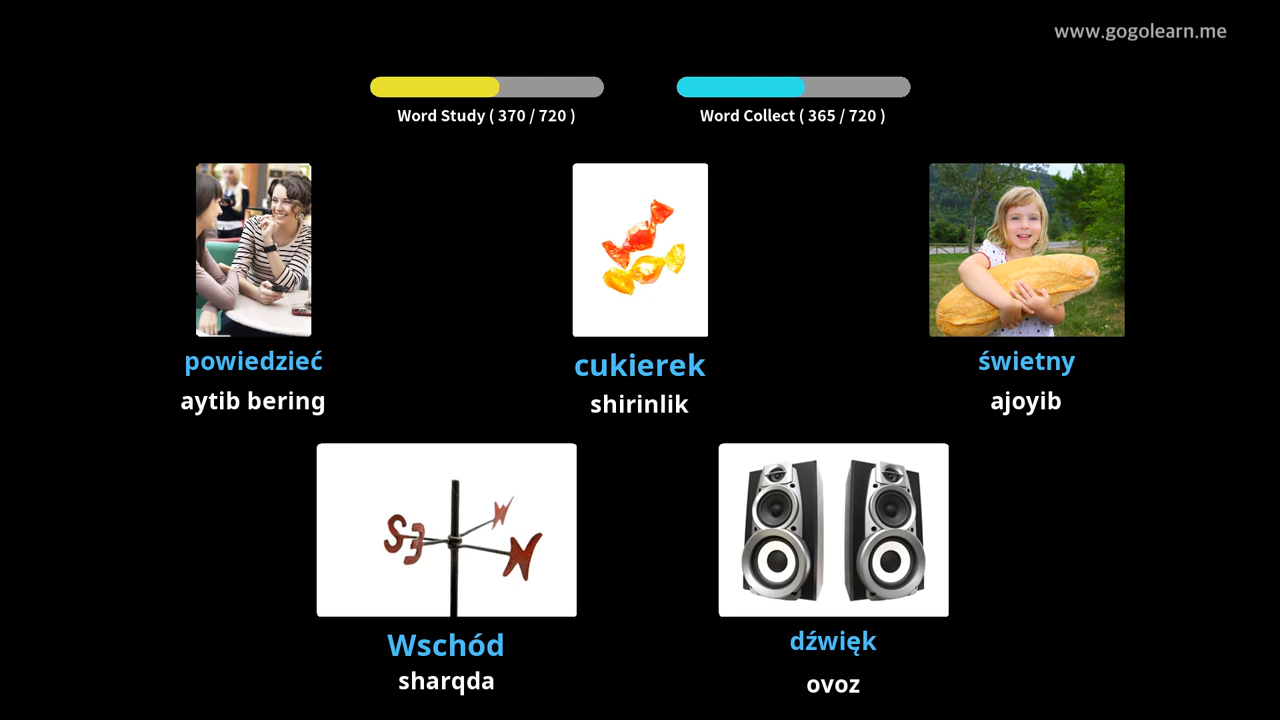 www.gogolearn.me
Word Study ( 370 / 720 )
Word Collect ( 365 / 720 )
powiedzieć
aytib bering
cukierek
shirinlik
świetny
ajoyib
S E N
Wschód
sharqda
dźwięk
ovoz